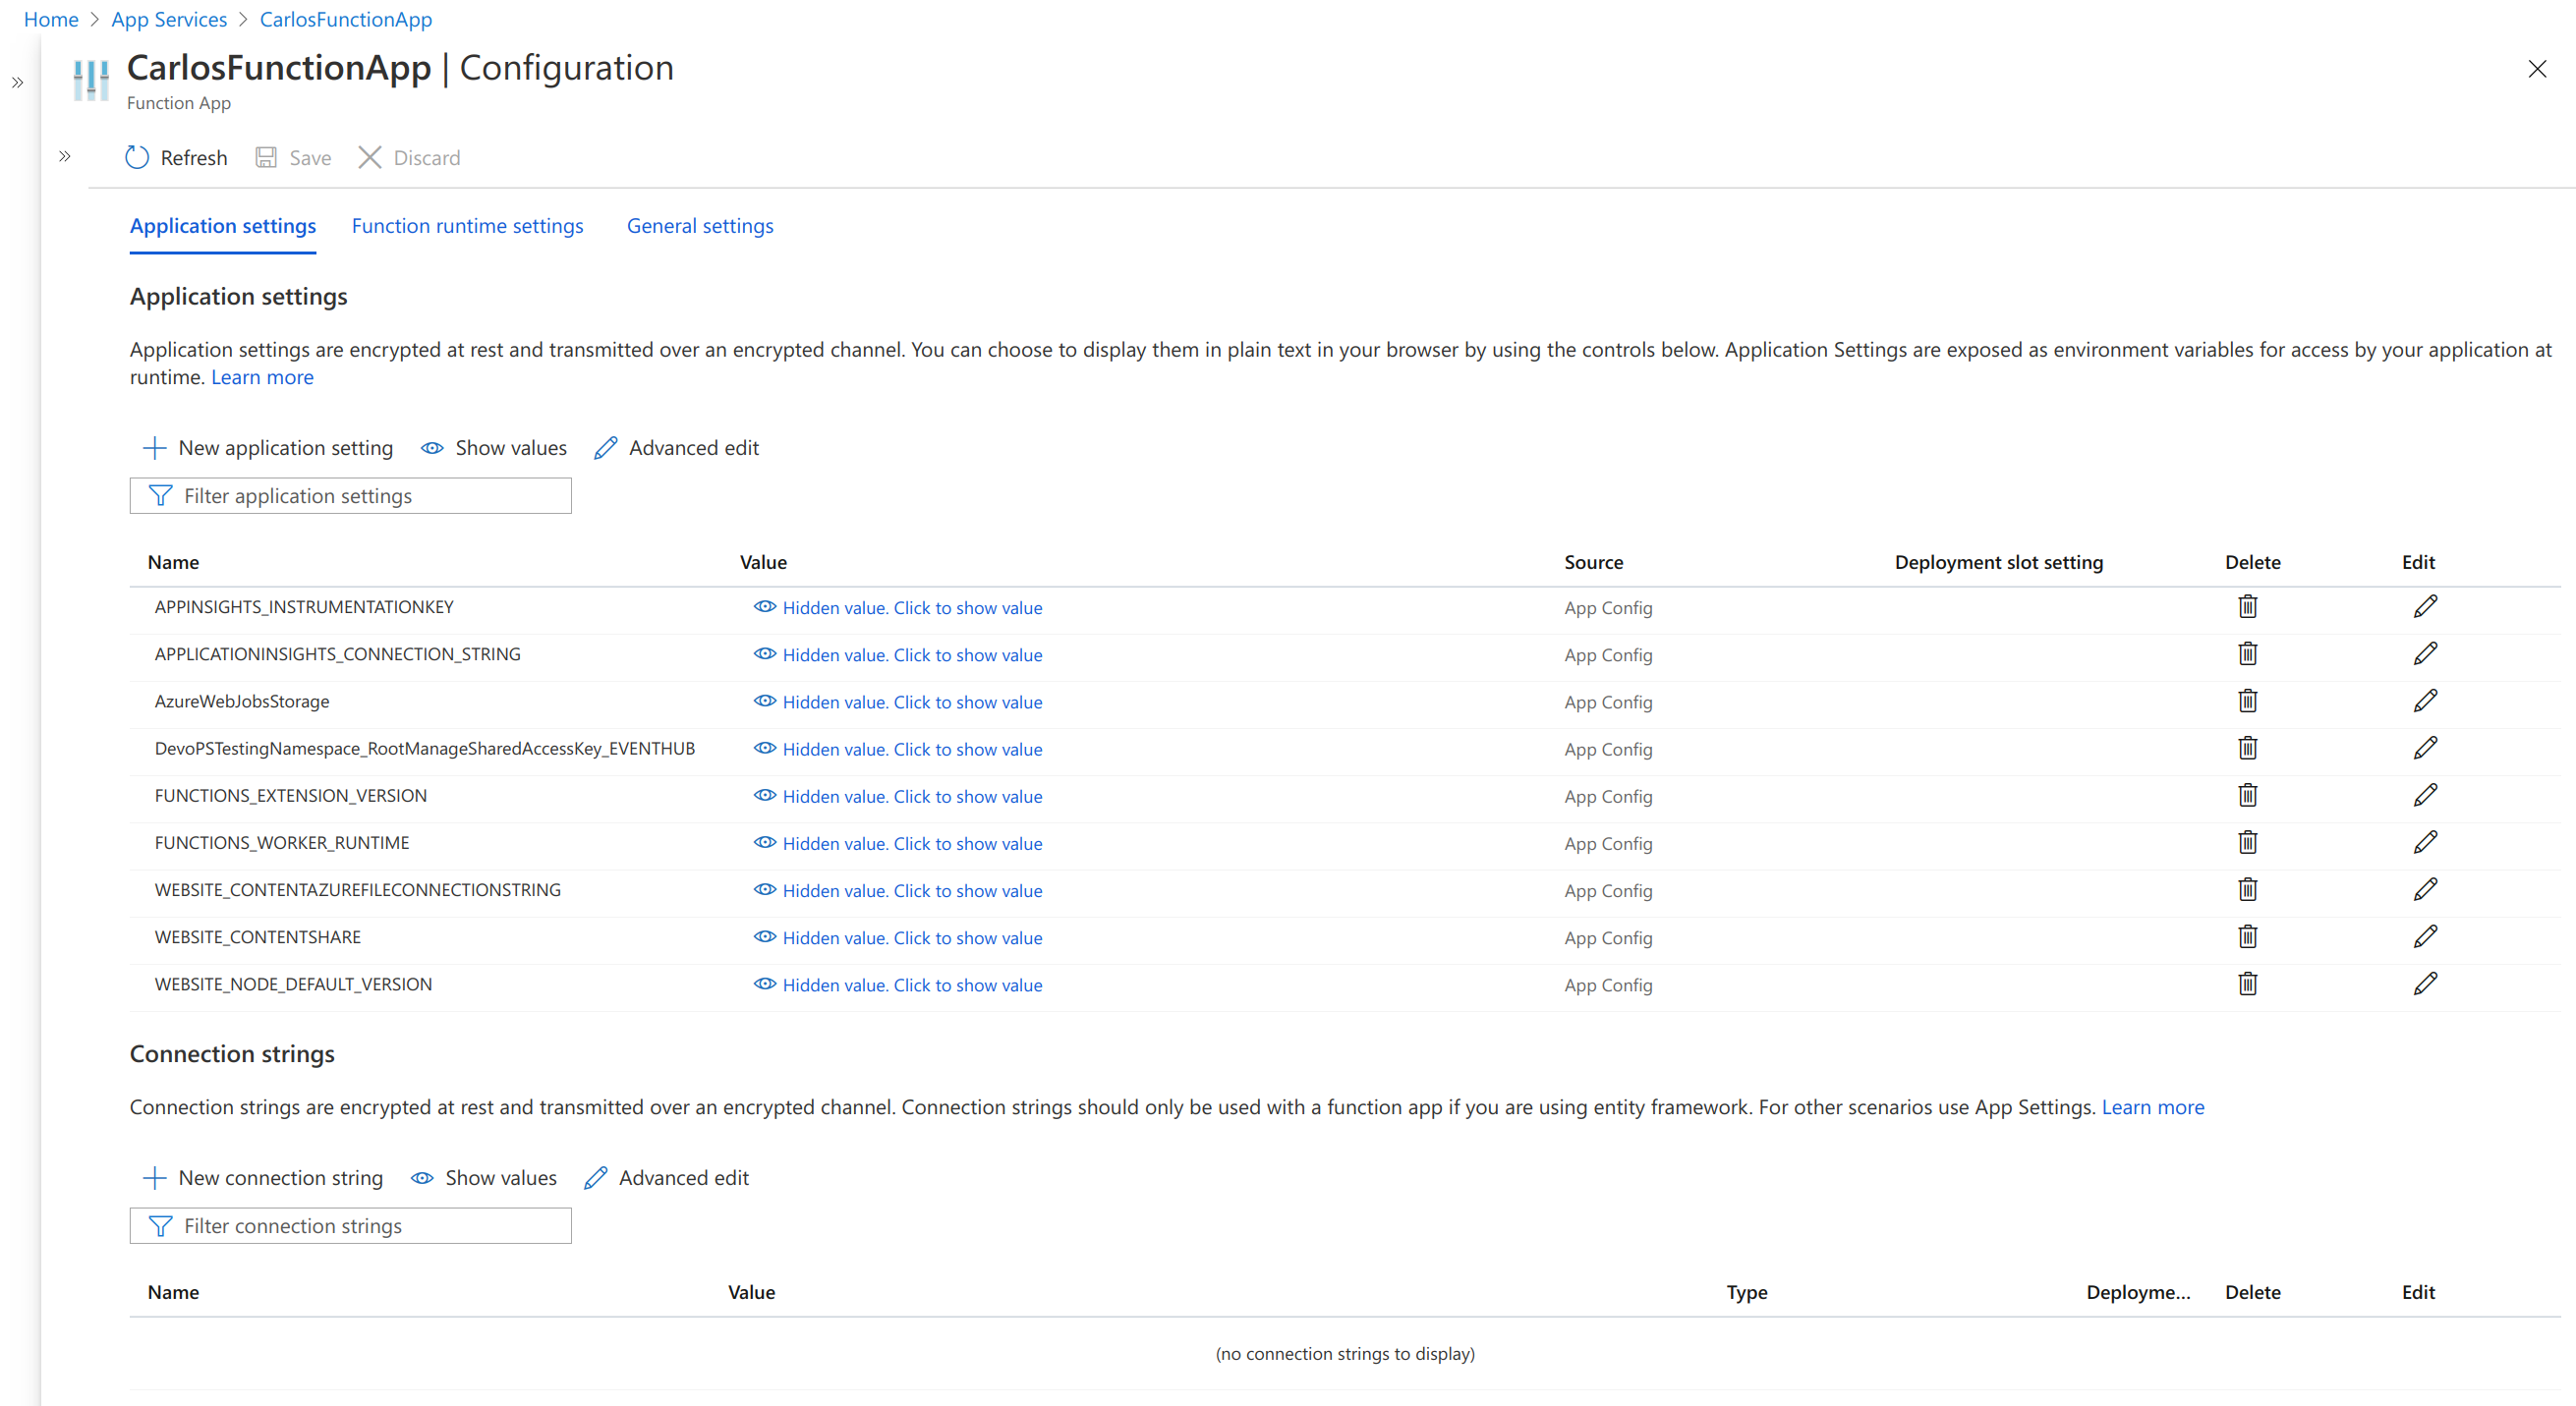 Home > App Services > CarlosFunctionApp
CarlosFunctionApp | Configuration
Function App
Refresh Save Discard
Application settings Function runtime settings General settings
Application settings
Application settings are encrypted at rest and transmitted over an encrypted channel. You can choose to display them in plain text in your browser by using the controls below. Application Settings are exposed as environment variables for access by your application at
runtime. Learn more
New application setting Show values Advanced edit
Filter application settings
Name Value Source Deployment slot setting Delete Edit
APPINSIGHTS_INSTRUMENTATIONKEY Hidden value. Click to show value App Config
APPLICATIONINSIGHTS_CONNECTION_STRING Hidden value. Click to show value App Config
AzureWebJobsStorage Hidden value. Click to show value App Config
DevoPSTestingNamespace_RootManageSharedAccessKey_EVENTHUB Hidden value. Click to show value App Config
FUNCTIONS_EXTENSION_VERSION Hidden value. Click to show value App Config
FUNCTIONS_WORKER_RUNTIME Hidden value. Click to show value App Config
WEBSITE_CONTENTAZUREFILECONNECTIONSTRING Hidden value. Click to show value App Config
WEBSITE_CONTENTSHARE Hidden value. Click to show value App Config
WEBSITE_NODE_DEFAULT_VERSION Hidden value. Click to show value App Config
Connection strings
Connection strings are encrypted at rest and transmitted over an encrypted channel. Connection strings should only be used with a function app if you are using entity framework. For other scenarios use App Settings. Learn more
New connection string Show values Advanced edit
Filter connection strings
Name Value Type Deployme... Delete Edit
(no connection strings to display)